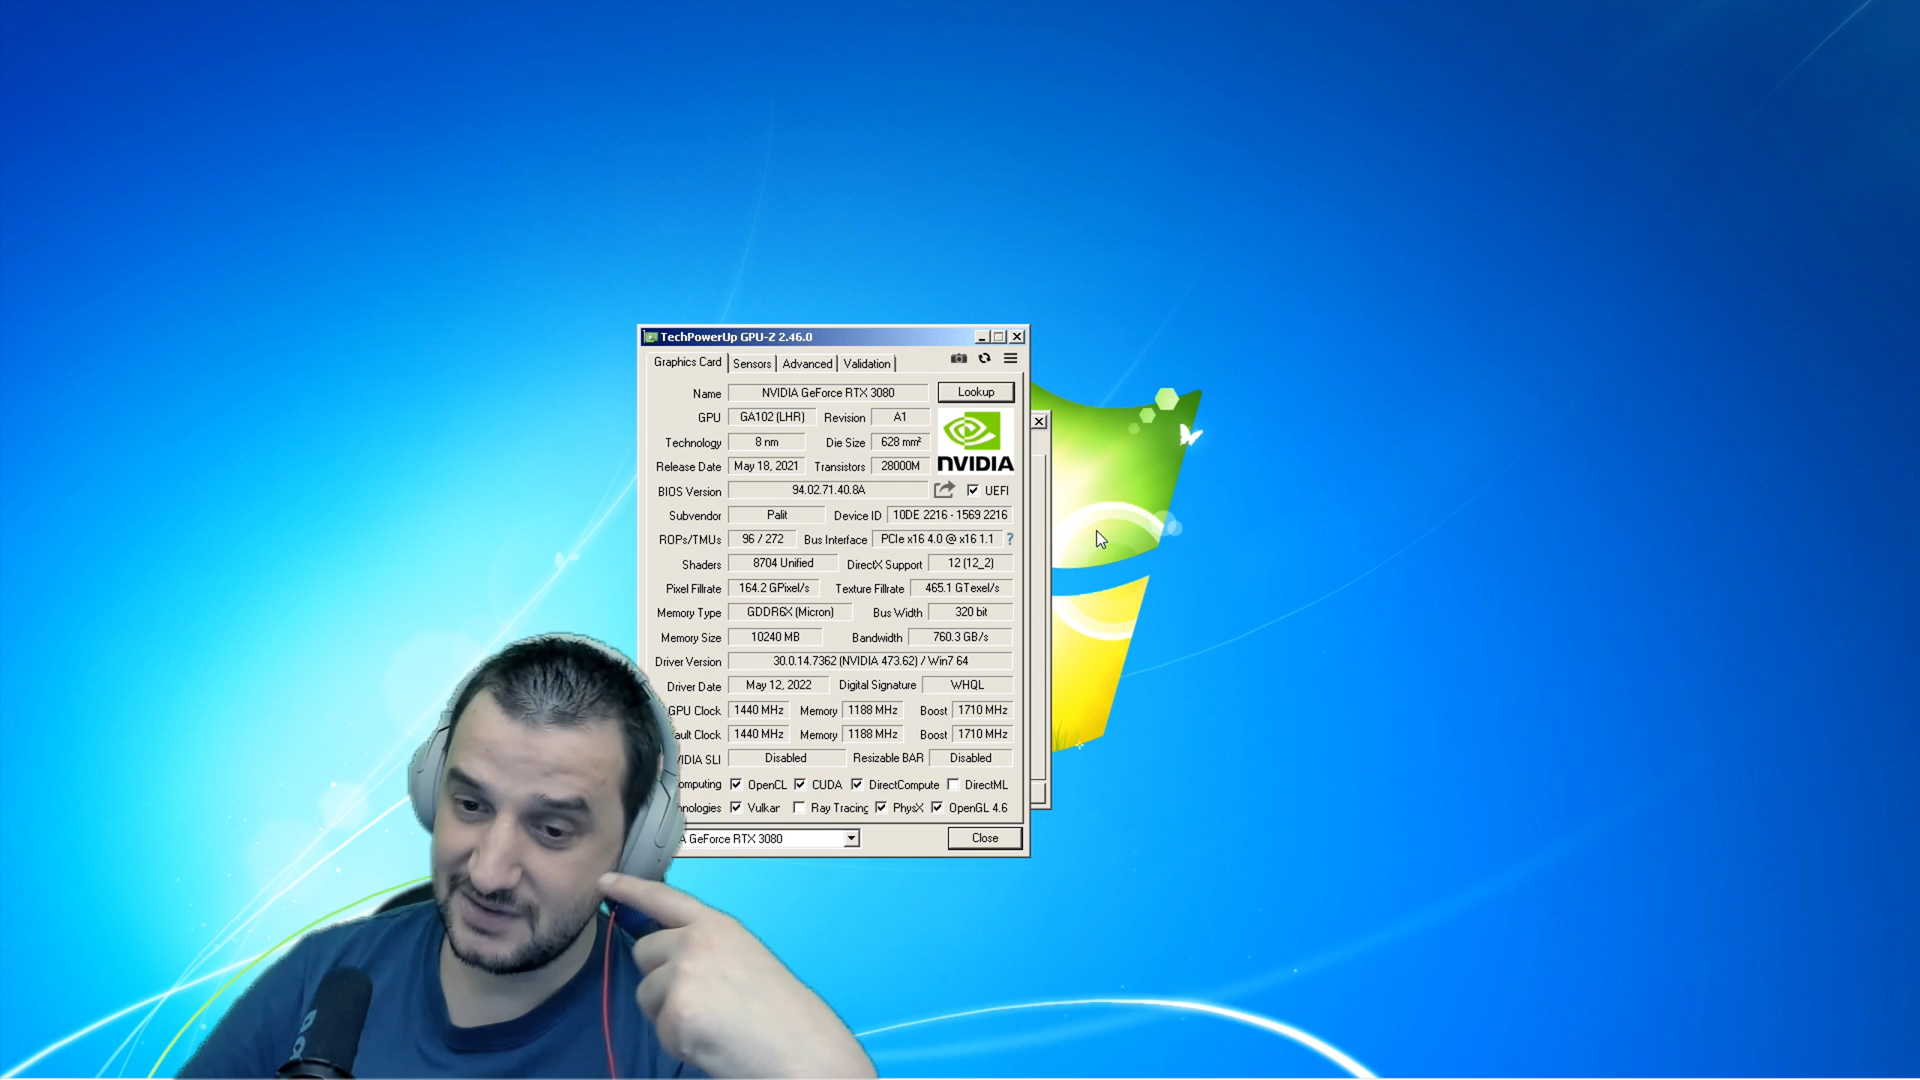 TechPowerUp GPU-Z 2.46.0
Graphics Card Sensors Advanced Validation
Name NVIDIA GeForce RTX 3080 Lookup
GPU GA102 (LHR) Revision A1
Technology 8 nm Die Size 628 mm²
NVIDIA
Release Date May 18, 2021 Transistors 28000M
BIOS Version 94.02.71.40.8A UEFI
Subvendor Palit Device ID 10DE 2216 - 1569 2216
ROPs/TMUs 96 / 272 Bus Interface PCIe x16 4.0 @ x16 1.1 ?
Shaders 8704 Unified DirectX Support 12 (12_2)
Pixel Fillrate 164.2 GPixel/s Texture Fillrate 465.1 GTexel/s
Memory Type GDDR6X (Micron) Bus Width 320 bit
Memory Size 10240 MB Bandwidth 760.3 GB/s
Driver Version 30.0.14.7362 (NVIDIA 473.62) / Win7 64
Driver Date May 12, 2022 Digital Signature WHQL
GPU Clock 1440 MHz Memory 1188 MHz Boost 1710 MHz
ault Clock 1440 MHz Memory 1188 MHz Boost 1710 MHz
VIDIA SLI Disabled Resizable BAR Disabled
omputing OpenCL CUDA DirectCompute DirectML
hnologies Vulkan Ray Tracing PhysX OpenGL 4.6
A GeForce RTX 3080 Close